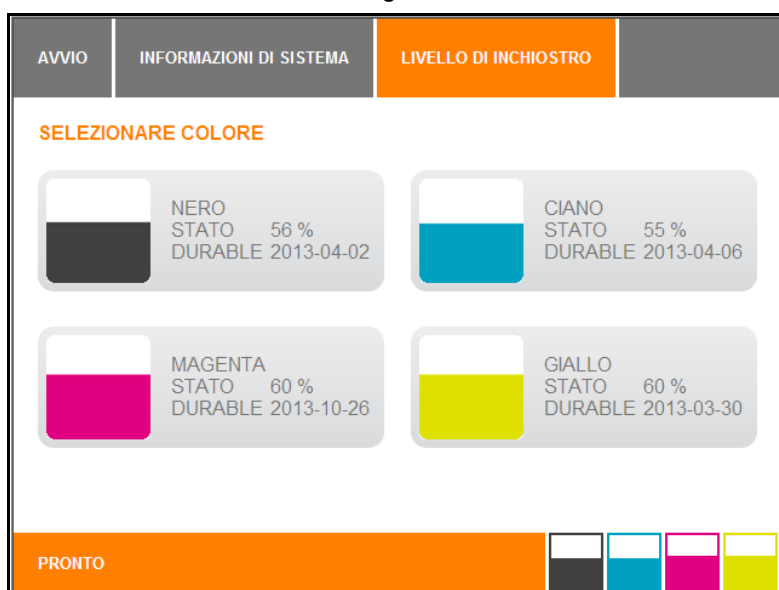 AVVIO
INFORMAZIONI DI SISTEMA
LIVELLO DI INCHIOSTRO
SELEZIONARE COLORE
NERO
STATO 56 %
DURABLE 2013-04-02
CIANO
STATO 55 %
DURABLE 2013-04-06
MAGENTA
STATO 60 %
DURABLE 2013-10-26
GIALLO
STATO 60 %
DURABLE 2013-03-30
PRONTO